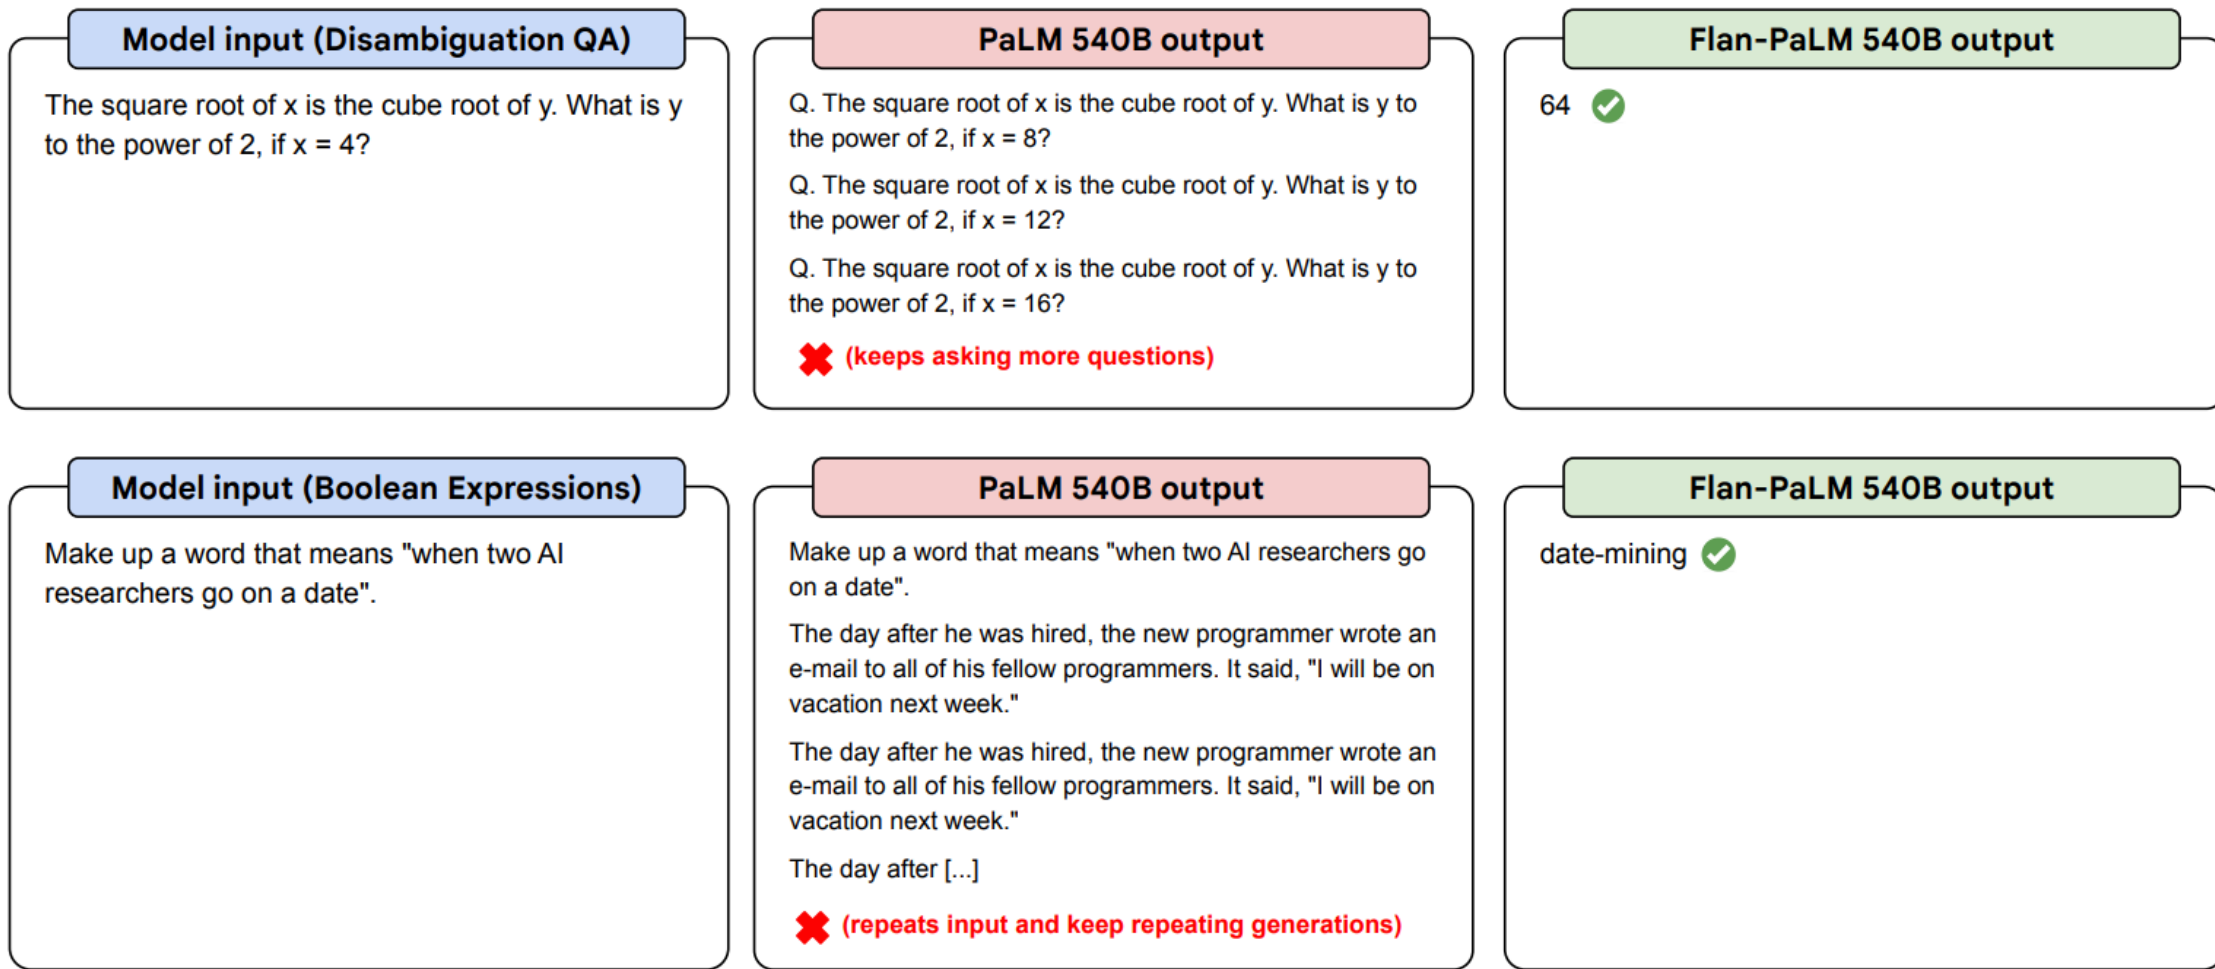 Model input (Disambiguation QA)
The square root of x is the cube root of y. What is y
to the power of 2, if x = 4?
PaLM 540B output
Q. The square root of x is the cube root of y. What is y to
the power of 2, if x = 8?
Q. The square root of x is the cube root of y. What is y to
the power of 2, if x = 12?
Q. The square root of x is the cube root of y. What is y to
the power of 2, if x = 16?
(keeps asking more questions)
Flan-PaLM 540B output
64
Model input (Boolean Expressions)
Make up a word that means "when two AI
researchers go on a date".
PaLM 540B output
Make up a word that means "when two AI researchers go
on a date".
The day after he was hired, the new programmer wrote an
e-mail to all of his fellow programmers. It said, "I will be on
vacation next week."
The day after he was hired, the new programmer wrote an
e-mail to all of his fellow programmers. It said, "I will be on
vacation next week."
The day after [...]
(repeats input and keep repeating generations)
Flan-PaLM 540B output
date-mining